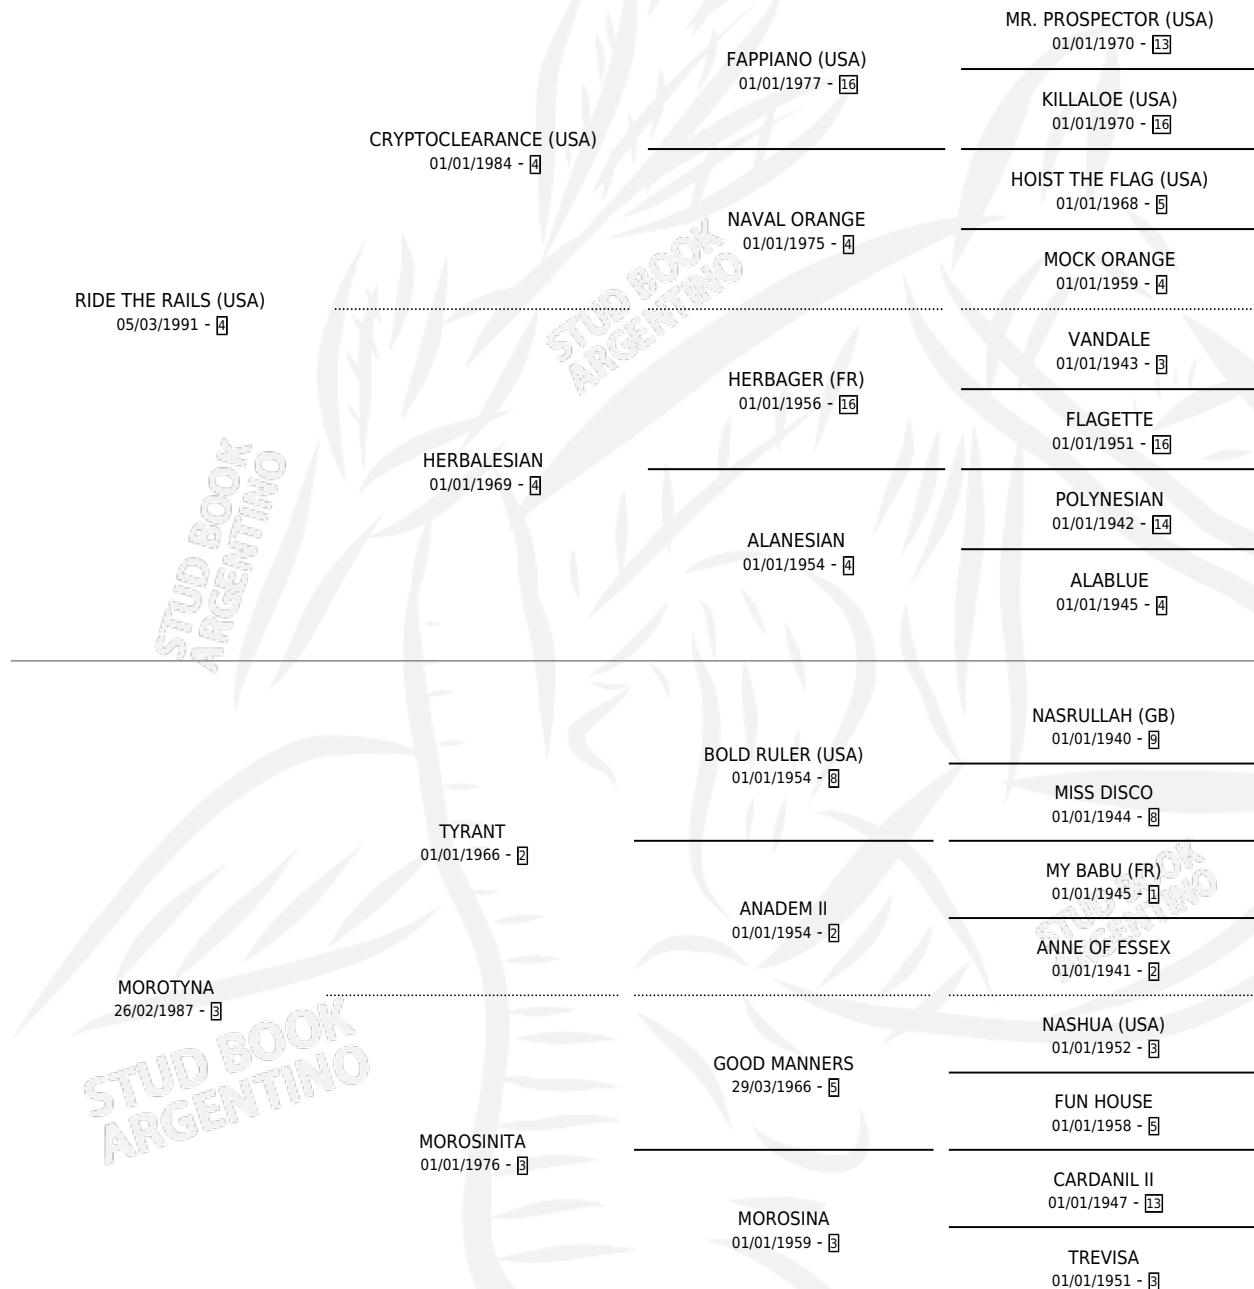 MR. PROSPECTOR (USA)
01/01/1970 - 13
FAPPIANO (USA)
01/01/1977 - 16
KILLALOE (USA)
01/01/1970 - 16
CRYPTOCLEARANCE (USA)
01/01/1984 - 4
HOIST THE FLAG (USA)
01/01/1968 - 5
NAVAL ORANGE
01/01/1975 - 4
MOCK ORANGE
01/01/1959 - 4
RIDE THE RAILS (USA)
05/03/1991 - 4
STUD BOOK
ARGENTINO
VANDALE
01/01/1943 - 3
HERBAGER (FR)
01/01/1956 - 16
FLAGETTE
01/01/1951 - 16
HERBALESIAN
01/01/1969 - 4
POLYNESIAN
01/01/1942 - 14
ALANESIAN
01/01/1954 - 4
ALABLUE
01/01/1945 - 4
STUD BOOK
ARGENTINO
NASRULLAH (GB)
01/01/1940 - 9
BOLD RULER (USA)
01/01/1954 - 8
MISS DISCO
01/01/1944 - 8
TYRANT
01/01/1966 - 2
MY BABU (FR)
01/01/1945 - 1
ANADEM II
01/01/1954 - 2
STUD BOOK
ARGENTINO
ANNE OF ESSEX
01/01/1941 - 2
MOROTYNA
26/02/1987 - 3
STUD BOOK
ARGENTINO
NASHUA (USA)
01/01/1952 - 3
GOOD MANNERS
29/03/1966 - 5
FUN HOUSE
01/01/1958 - 5
MOROSINITA
01/01/1976 - 3
CARDANIL II
01/01/1947 - 13
MOROSINA
01/01/1959 - 3
TREVISA
01/01/1951 - 3